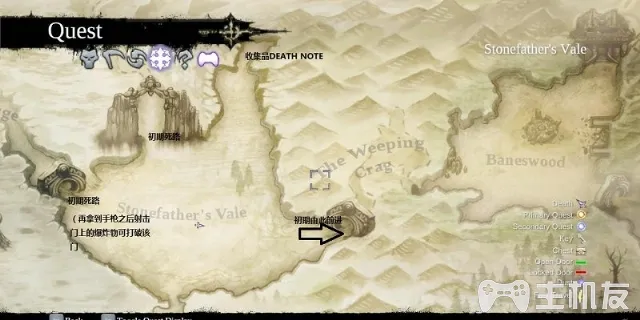 Quest
收集品DEATH NOTE
Stonefather's Vale
初期死路
The Weeping
Crag
Baneswood
初期死路
(再拿到手枪之后射击
门上的爆炸物可打破该
门
Stonefather's Vale
初期由此前进
Death
Primary Quest
Secondary Quest
Key
Chest
Open Door
Locked Door
主机友
Back
Toggle Quest Display